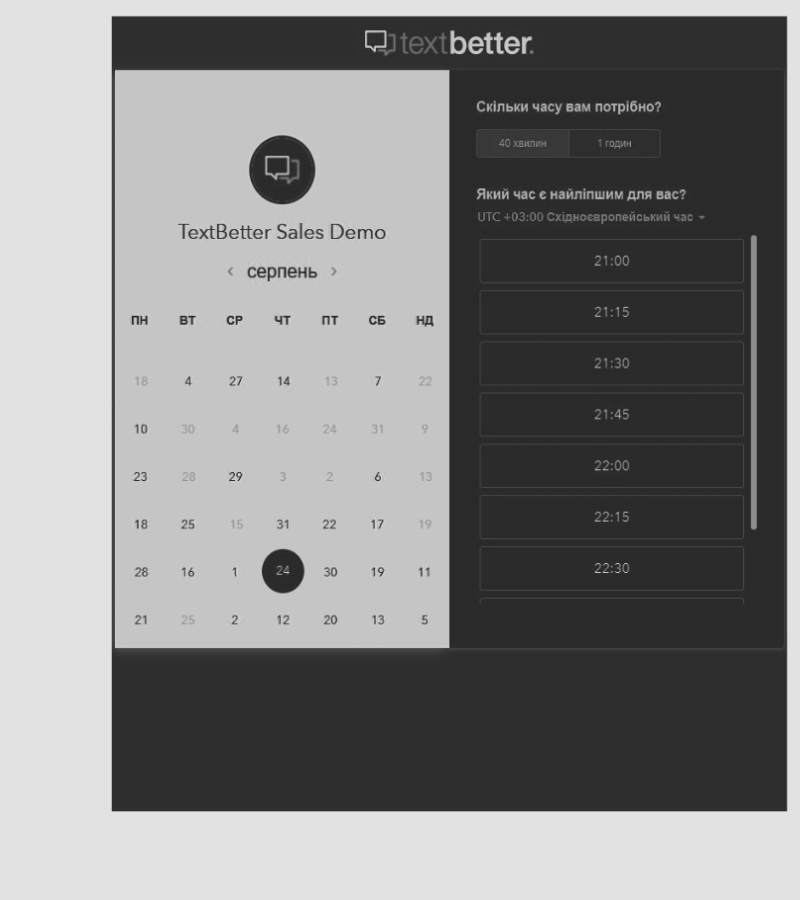 textbetter.
TextBetter Sales Demo
серпень
ПН ВТ СР ЧТ ПТ СБ НД
18 4 27 14 13 7 22
10 30 4 16 24 31 9
23 28 29 3 2 6 13
18 25 15 31 22 17 19
28 16 1 24 30 19 11
21 25 2 12 20 13 5
Скільки часу вам потрібно?
40 хвилин 1 годин
Який час є найліпшим для вас?
UTC +03:00 Східноєвропейський час
21:00
21:15
21:30
21:45
22:00
22:15
22:30